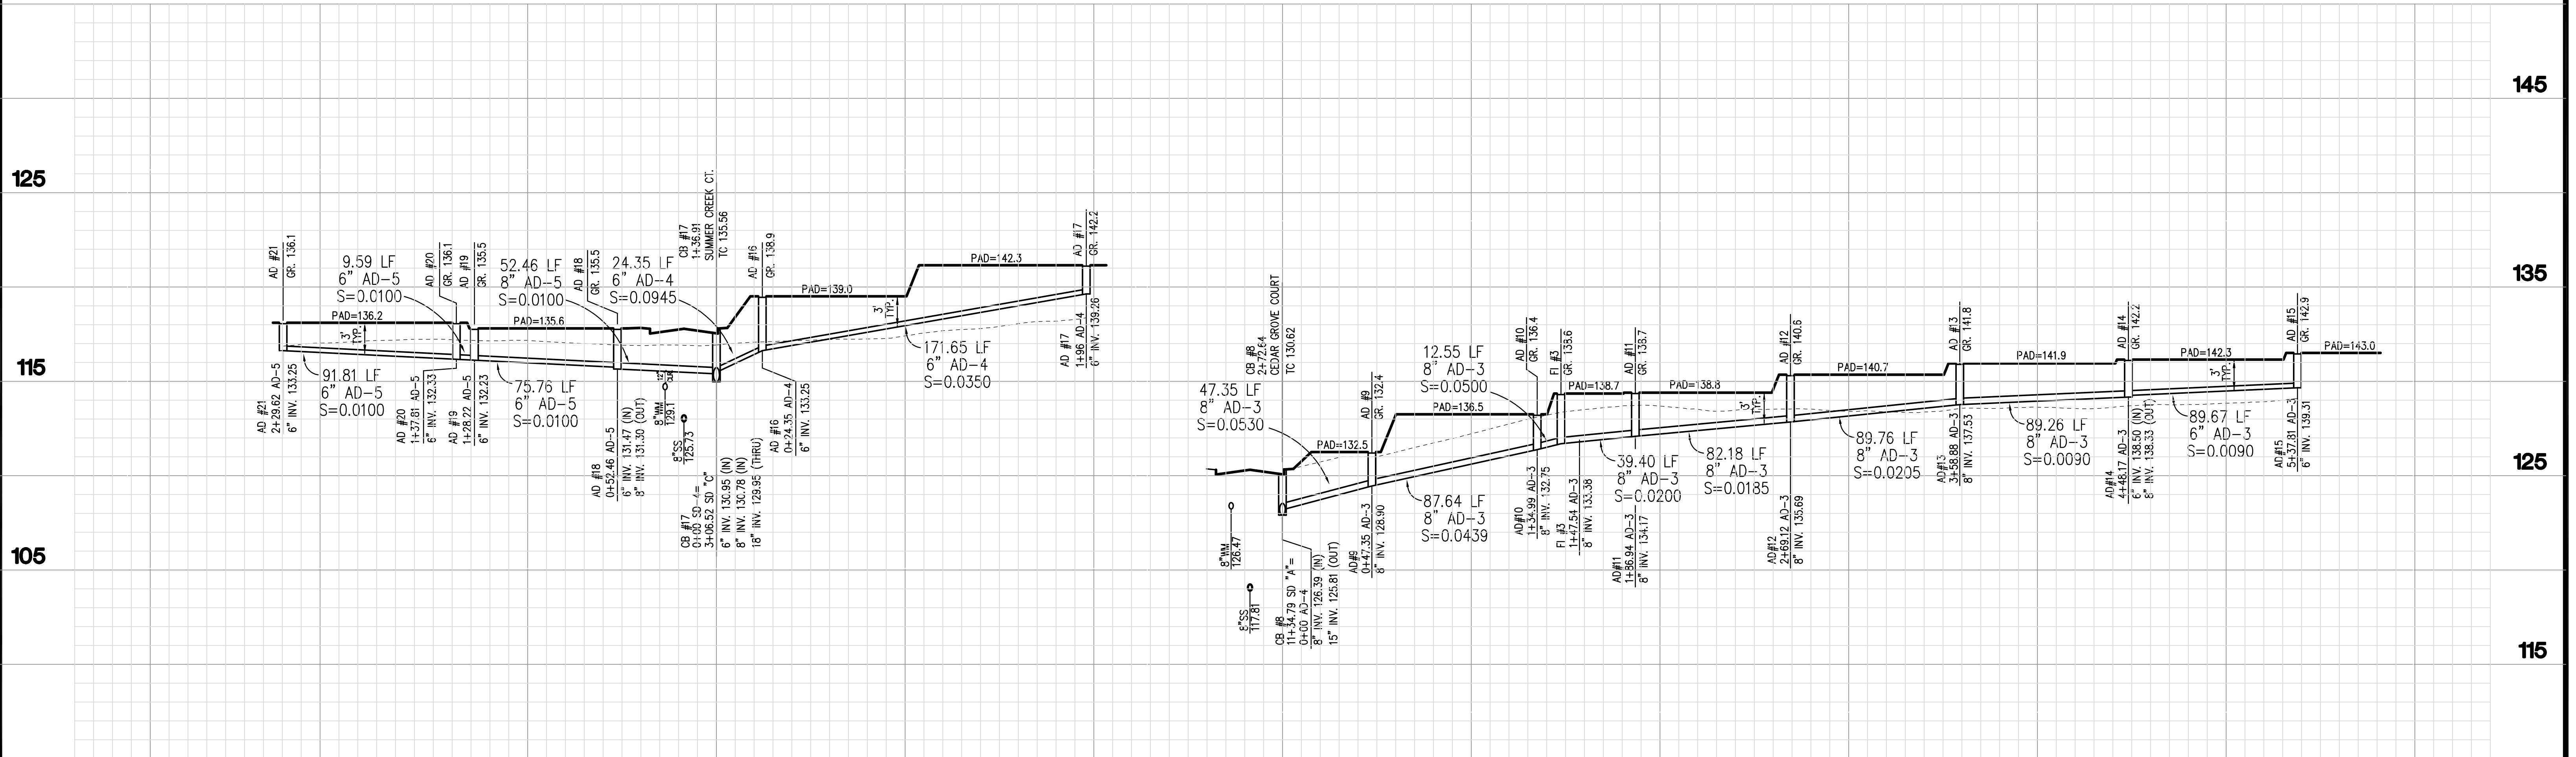 145
125
135
115
125
105
115
AD #21
GR. 136.1
9.59 LF
6" AD-5
S=0.0100
AD #20
GR. 136.1
AD #19
GR. 135.5
52.46 LF
8" AD-5
S=0.0100
AD #18
GR. 135.5
24.35 LF
6" AD-4
S=0.0945
CB #17
1+36.91
SUMMER CREEK CT.
TC 135.56
AD #16
GR. 138.9
AD #17
GR. 142.2
PAD=136.2
3'
TYP.
PAD=135.6
PAD=139.0
3'
TYP.
PAD=142.3
AD #21
2+29.62 AD-5
6" INV. 133.25
91.81 LF
6" AD-5
S=0.0100
AD #20
1+37.81 AD-5
6" INV. 132.33
AD #19
1+28.22 AD-5
6" INV. 132.23
75.76 LF
6" AD-5
S=0.0100
AD #18
0+52.46 AD-5
6" INV. 131.47 (IN)
8" INV. 131.30 (OUT)
8"WM
129.1
8"SS
125.73
CB #17
0+00 SD-4=
3+06.52 SD "C"
6" INV. 130.95 (IN)
8" INV. 130.78 (IN)
18" INV. 129.95 (THRU)
AD #16
0+24.35 AD-4
6" INV. 133.25
171.65 LF
6" AD-4
S=0.0350
AD #17
1+96 AD-4
6" INV. 139.26
CB #8
2+72.64
CEDAR GROVE COURT
TC 130.62
47.35 LF
8" AD-3
S=0.0530
AD #9
GR. 132.4
12.55 LF
8" AD-3
S=0.0500
AD #10
GR. 136.4
FI #3
GR. 138.6
AD #11
GR. 138.7
AD #12
GR. 140.6
AD #13
GR. 141.8
AD #14
GR. 142.2
AD #15
GR. 142.9
PAD=132.5
PAD=136.5
PAD=138.7
PAD=138.8
3'
TYP.
PAD=140.7
PAD=141.9
PAD=142.3
3'
TYP.
PAD=143.0
8"WM
126.47
8"SS
117.81
CB #8
11+34.79 SD "A"=
0+00 AD-4
8" INV. 126.39 (IN)
15" INV. 125.81 (OUT)
AD#9
0+47.35 AD-3
8" INV. 128.90
87.64 LF
8" AD-3
S=0.0439
AD#10
1+34.99 AD-3
8" INV. 132.75
FI #3
1+47.54 AD-3
8" INV. 133.38
39.40 LF
8" AD-3
S=0.0200
AD#11
1+86.94 AD-3
8" INV. 134.17
82.18 LF
8" AD-3
S=0.0185
AD#12
2+69.12 AD-3
8" INV. 135.69
89.76 LF
8" AD-3
S=0.0205
AD#13
3+58.88 AD-3
8" INV. 137.53
89.26 LF
8" AD-3
S=0.0090
AD#14
4+48.17 AD-3
6" INV. 138.50 (IN)
8" INV. 138.33 (OUT)
89.67 LF
6" AD-3
S=0.0090
AD#15
5+37.81 AD-3
6" INV. 139.31